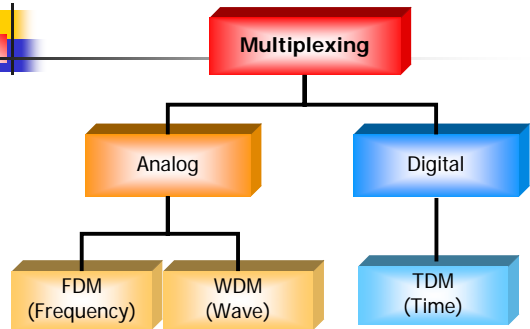 Multiplexing
Analog
Digital
FDM
(Frequency)
WDM
(Wave)
TDM
(Time)